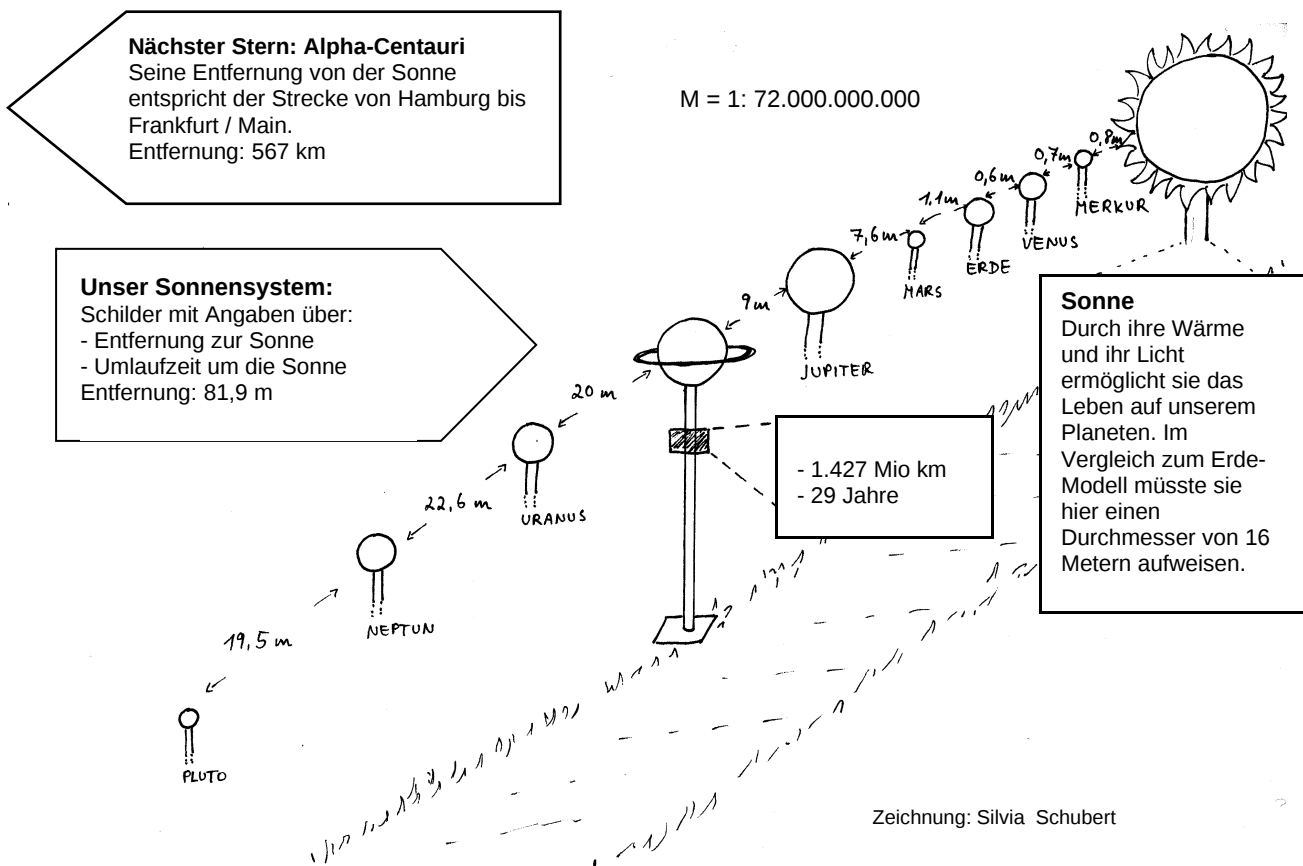 Nächster Stern: Alpha-Centauri
Seine Entfernung von der Sonne
entspricht der Strecke von Hamburg bis
Frankfurt / Main.
Entfernung: 567 km
M = 1: 72.000.000.000
0,8m
0,7m
0,6m
1,1m
7,6m
9m
20 m
22,6 m
19,5 m
MERKUR
VENUS
ERDE
MARS
JUPITER
URANUS
NEPTUN
PLUTO
Unser Sonnensystem:
Schilder mit Angaben über:
- Entfernung zur Sonne
- Umlaufzeit um die Sonne
Entfernung: 81,9 m
- 1.427 Mio km
- 29 Jahre
Sonne
Durch ihre Wärme
und ihr Licht
ermöglicht sie das
Leben auf unserem
Planeten. Im
Vergleich zum Erde-
Modell müsste sie
hier einen
Durchmesser von 16
Metern aufweisen.
Zeichnung: Silvia Schubert